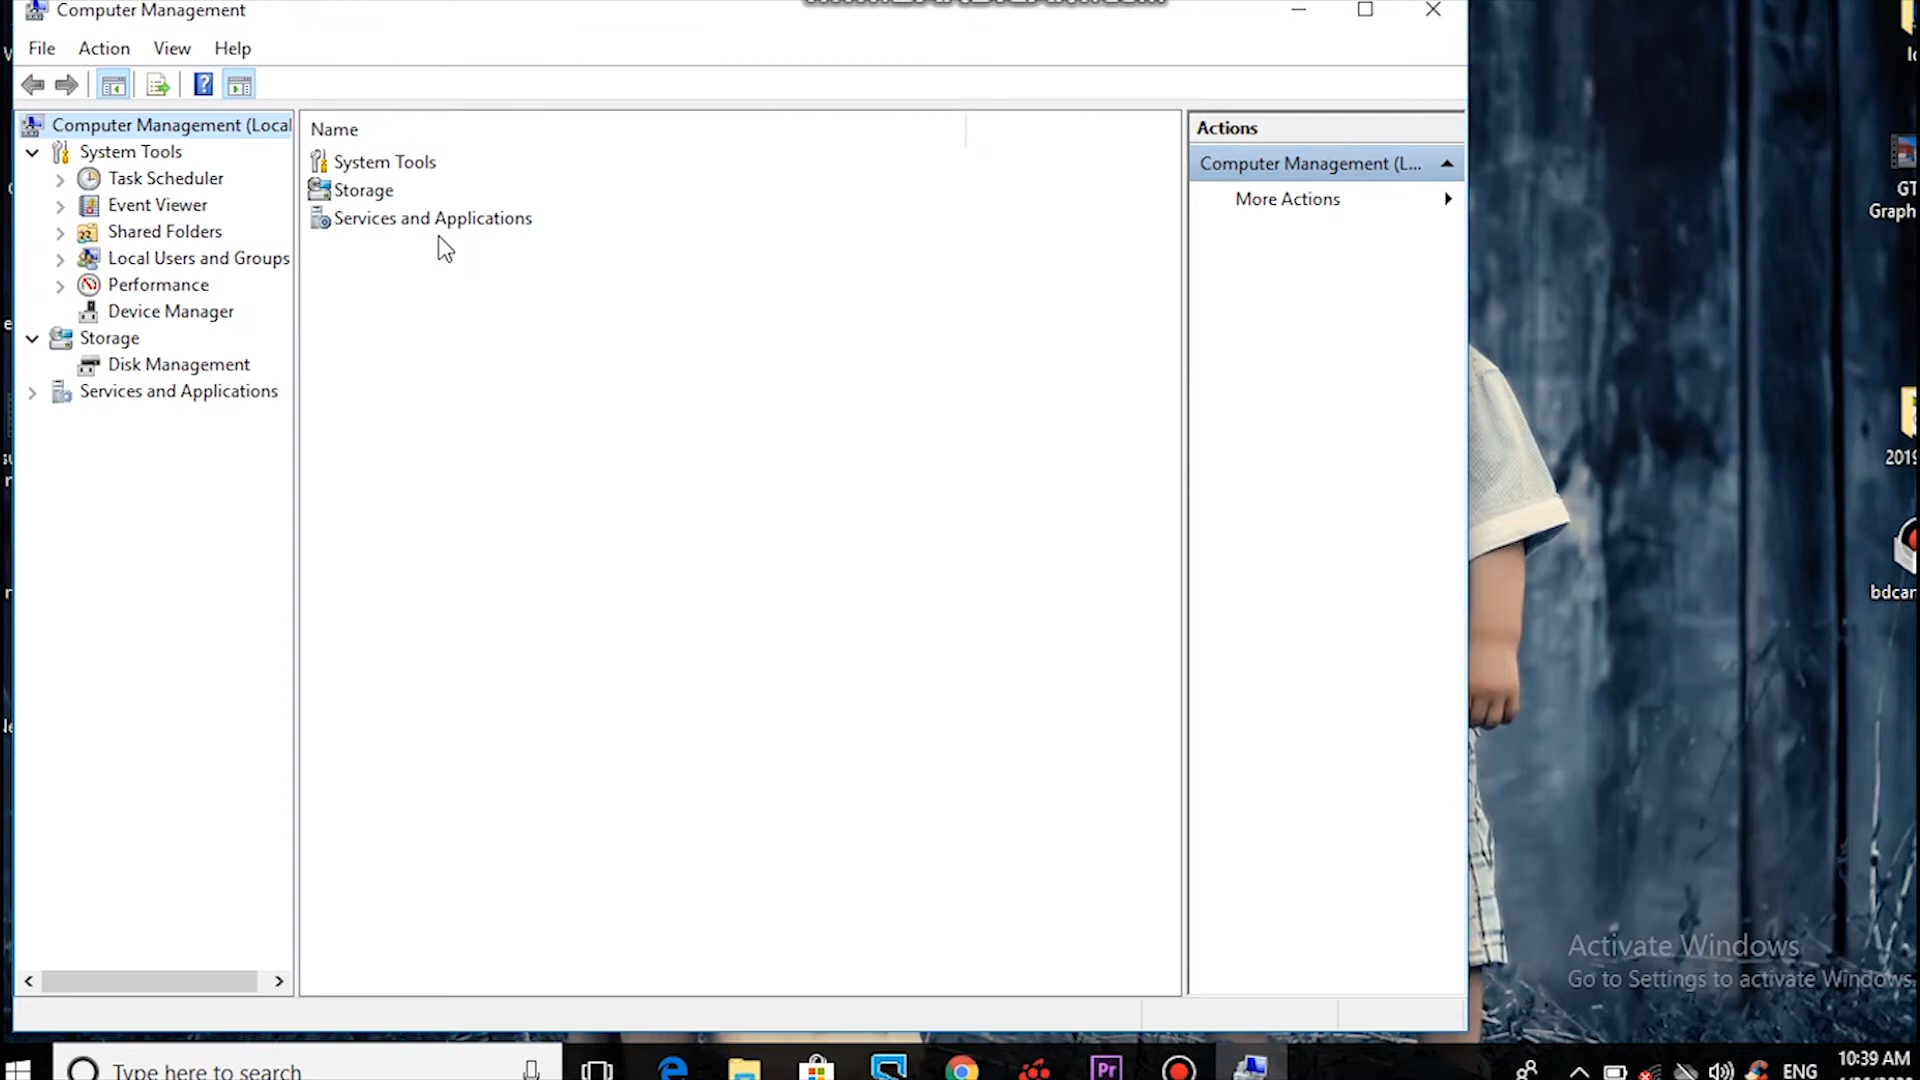 Computer Management
File Action View Help
Computer Management (Local
System Tools
Task Scheduler
Event Viewer
Shared Folders
Local Users and Groups
Performance
Device Manager
Storage
Disk Management
Services and Applications
Name
System Tools
Storage
Services and Applications
Actions
Computer Management (L...
More Actions
GT
Graph
2019
bdcam
Activate Windows
Go to Settings to activate Windows.
Type here to search
Pr
ENG
10:39 AM